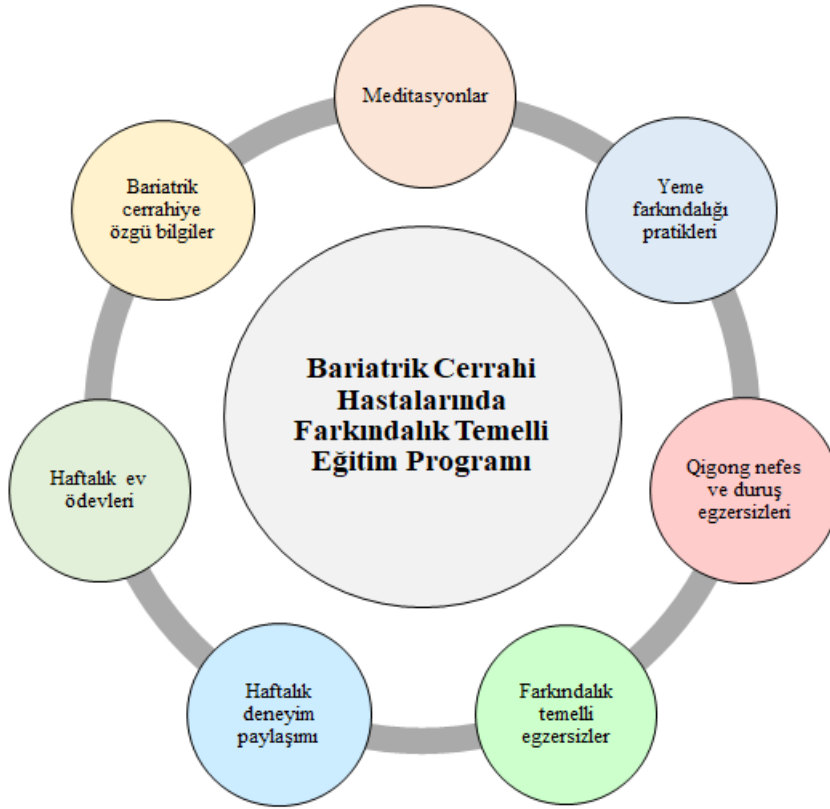 Meditasyonlar
Yeme
farkındalığı
pratikleri
Qigong nefes
ve duruş
egzersizleri
Farkındalık
temelli
egzersizler
Haftalık
deneyim
paylaşımı
Haftalık ev
ödevleri
Bariatrik
cerrahiye
özgü bilgiler
Bariatrik Cerrahi
Hastalarında
Farkındalık Temelli
Eğitim Programı